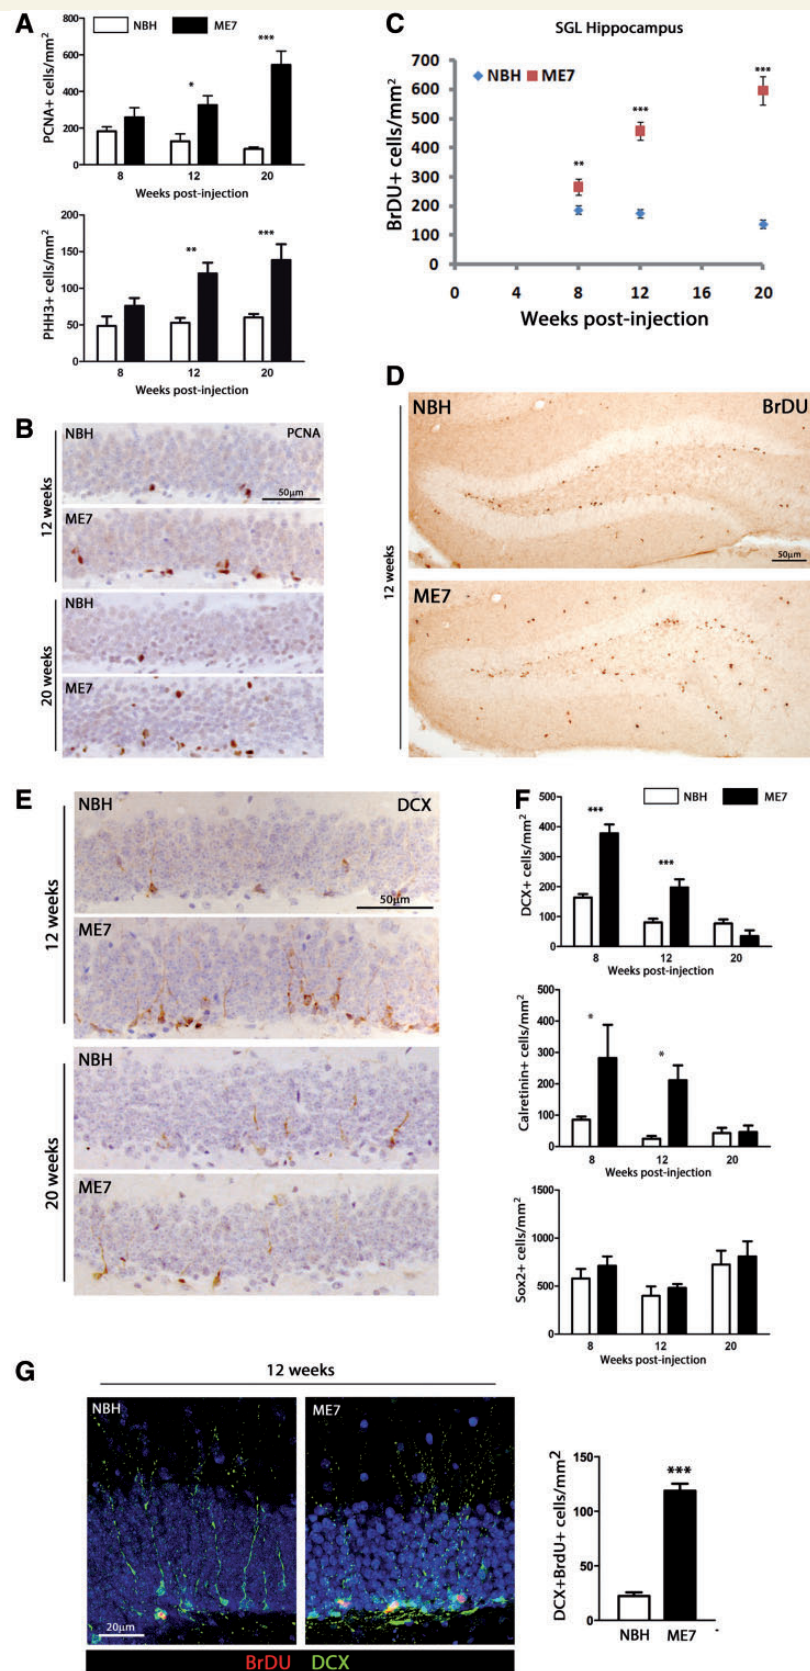 A
NBH ME7
PCNA+ cells/mm²
800
600
400
200
0
* ***
8 12 20
Weeks post-injection
PHH3+ cells/mm²
200
150
100
50
0
** ***
8 12 20
Weeks post-injection
B
12 weeks
NBH PCNA
50µm
ME7
20 weeks
NBH
ME7
C
SGL Hippocampus
NBH ME7
BrDU+ cells/mm²
700
600
500
400
300
200
100
0
** *** ***
0 4 8 12 16 20
Weeks post-injection
D
12 weeks
NBH BrDU
50µm
ME7
E
12 weeks
NBH DCX
50µm
ME7
20 weeks
NBH
ME7
F
NBH ME7
DCX+ cells/mm²
500
400
300
200
100
0
*** ***
8 12 20
Weeks post-injection
Calretinin+ cells/mm²
500
400
300
200
100
0
* *
8 12 20
Weeks post-injection
Sox2+ cells/mm²
1500
1000
500
0
8 12 20
Weeks post-injection
G
12 weeks
NBH ME7
20µm
BrDU DCX
DCX+BrdU+ cells/mm²
150
100
50
0
***
NBH ME7